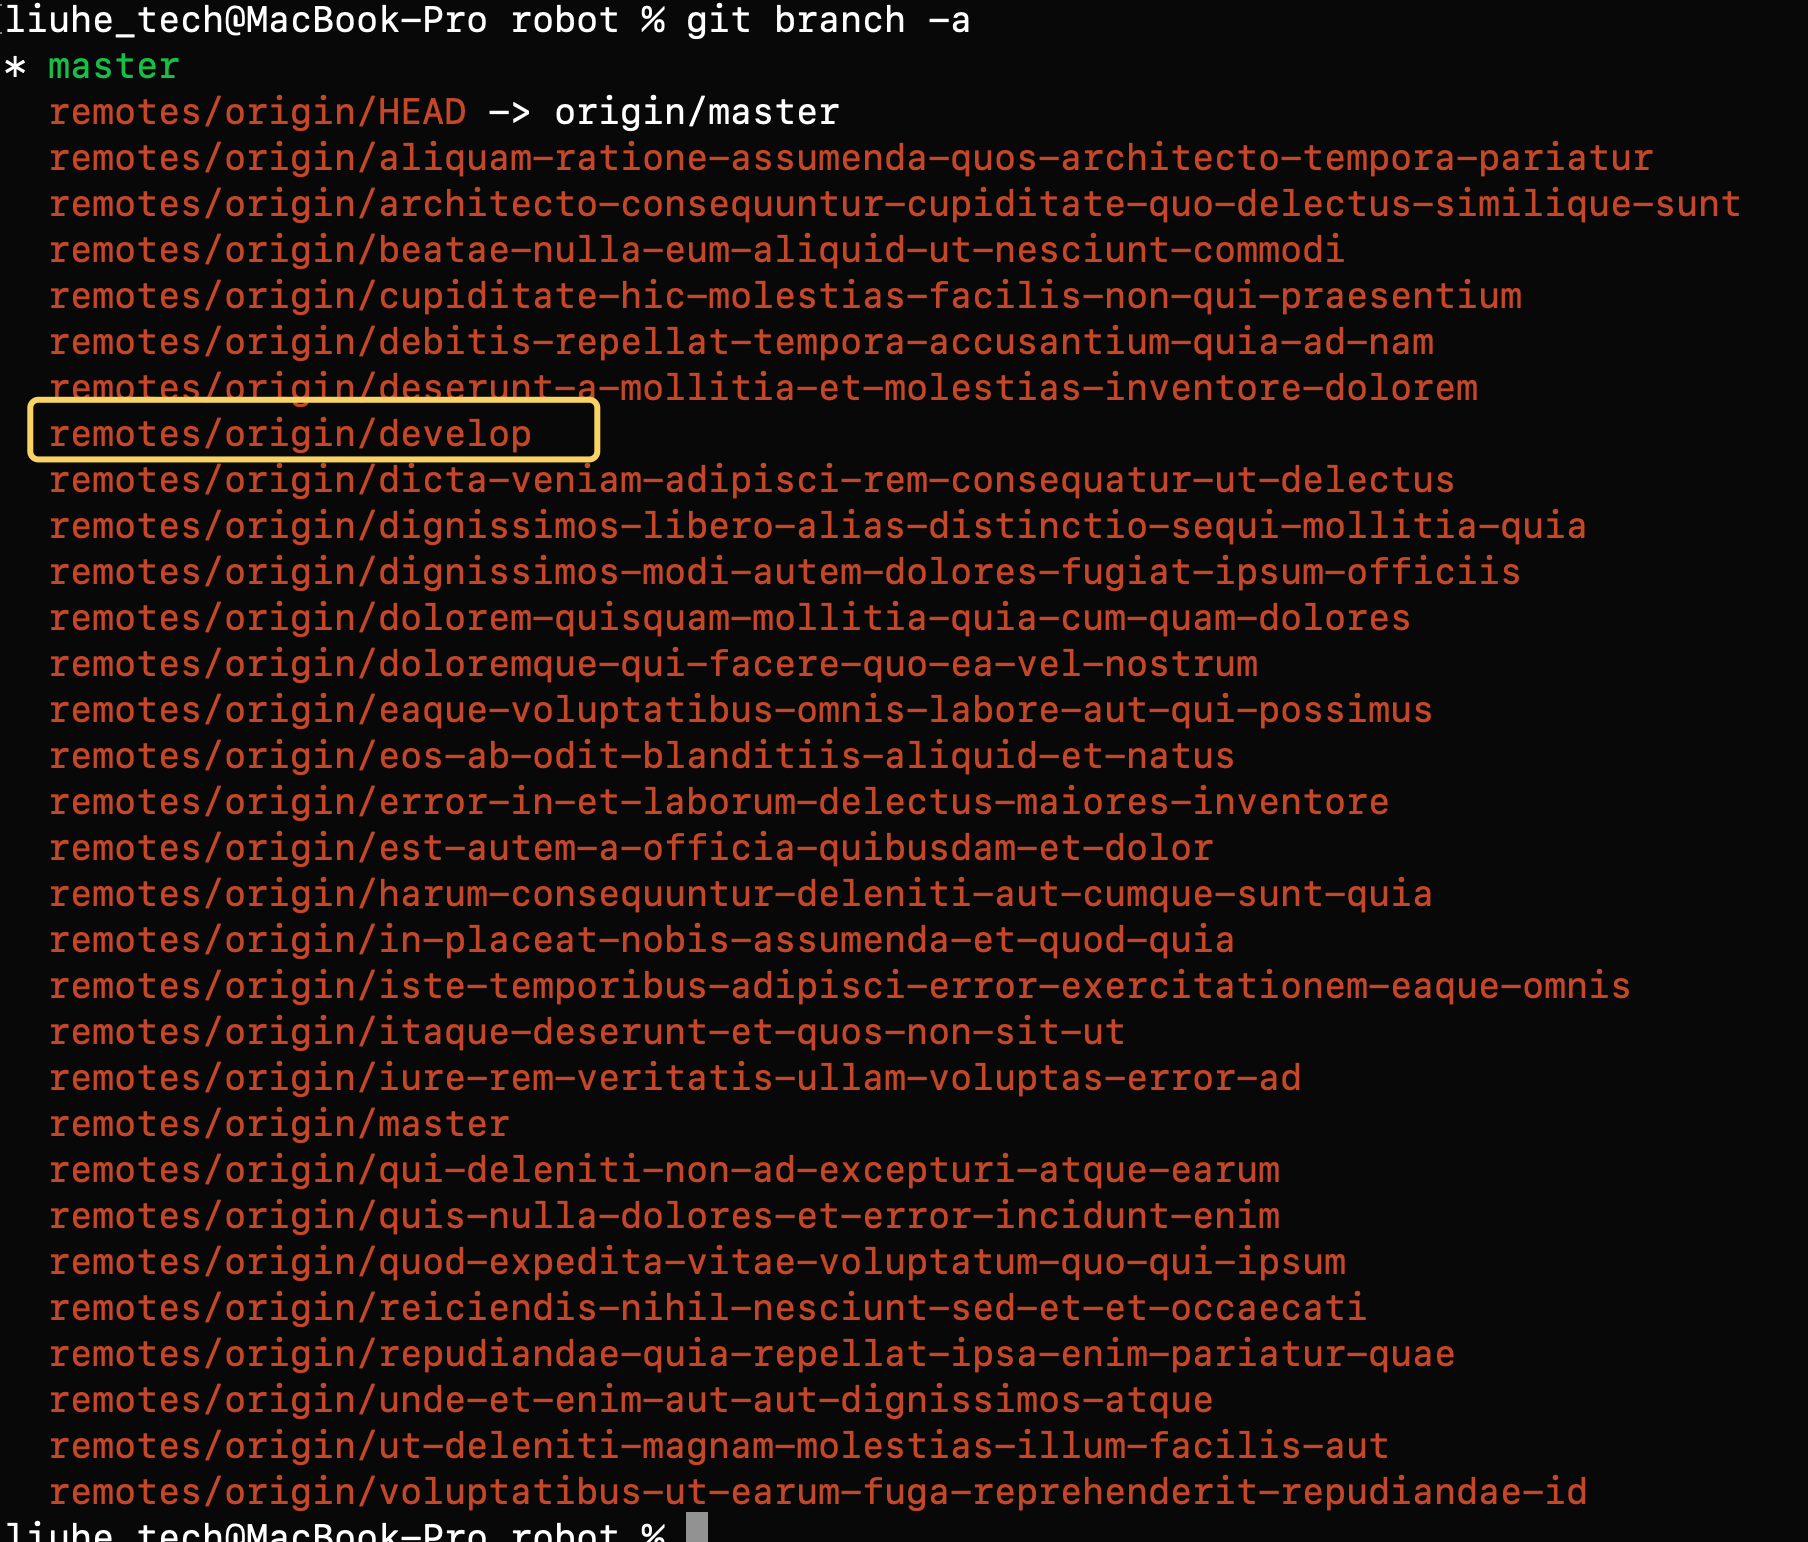 liuhe_tech@MacBook-Pro robot % git branch -a
* master
remotes/origin/HEAD -> origin/master
remotes/origin/aliquam-ratione-assumenda-quos-architecto-tempora-pariatur
remotes/origin/architecto-consequuntur-cupiditate-quo-delectus-similique-sunt
remotes/origin/beatae-nulla-eum-aliquid-ut-nesciunt-commodi
remotes/origin/cupiditate-hic-molestias-facilis-non-qui-praesentium
remotes/origin/debitis-repellat-tempora-accusantium-quia-ad-nam
remotes/origin/deserunt-a-mollitia-et-molestias-inventore-dolorem
remotes/origin/develop
remotes/origin/dicta-veniam-adipisci-rem-consequatur-ut-delectus
remotes/origin/dignissimos-libero-alias-distinctio-sequi-mollitia-quia
remotes/origin/dignissimos-modi-autem-dolores-fugiat-ipsum-officiis
remotes/origin/dolorem-quisquam-mollitia-quia-cum-quam-dolores
remotes/origin/doloremque-qui-facere-quo-ea-vel-nostrum
remotes/origin/eaque-voluptatibus-omnis-labore-aut-qui-possimus
remotes/origin/eos-ab-odit-blanditiis-aliquid-et-natus
remotes/origin/error-in-et-laborum-delectus-maiores-inventore
remotes/origin/est-autem-a-officia-quibusdam-et-dolor
remotes/origin/harum-consequuntur-deleniti-aut-cumque-sunt-quia
remotes/origin/in-placeat-nobis-assumenda-et-quod-quia
remotes/origin/iste-temporibus-adipisci-error-exercitationem-eaque-omnis
remotes/origin/itaque-deserunt-et-quos-non-sit-ut
remotes/origin/iure-rem-veritatis-ullam-voluptas-error-ad
remotes/origin/master
remotes/origin/qui-deleniti-non-ad-excepturi-atque-earum
remotes/origin/quis-nulla-dolores-et-error-incidunt-enim
remotes/origin/quod-expedita-vitae-voluptatum-quo-qui-ipsum
remotes/origin/reiciendis-nihil-nesciunt-sed-et-et-occaecati
remotes/origin/repudiandae-quia-repellat-ipsa-enim-pariatur-quae
remotes/origin/unde-et-enim-aut-aut-dignissimos-atque
remotes/origin/ut-deleniti-magnam-molestias-illum-facilis-aut
remotes/origin/voluptatibus-ut-earum-fuga-reprehenderit-repudiandae-id
liuhe_tech@MacBook-Pro robot %